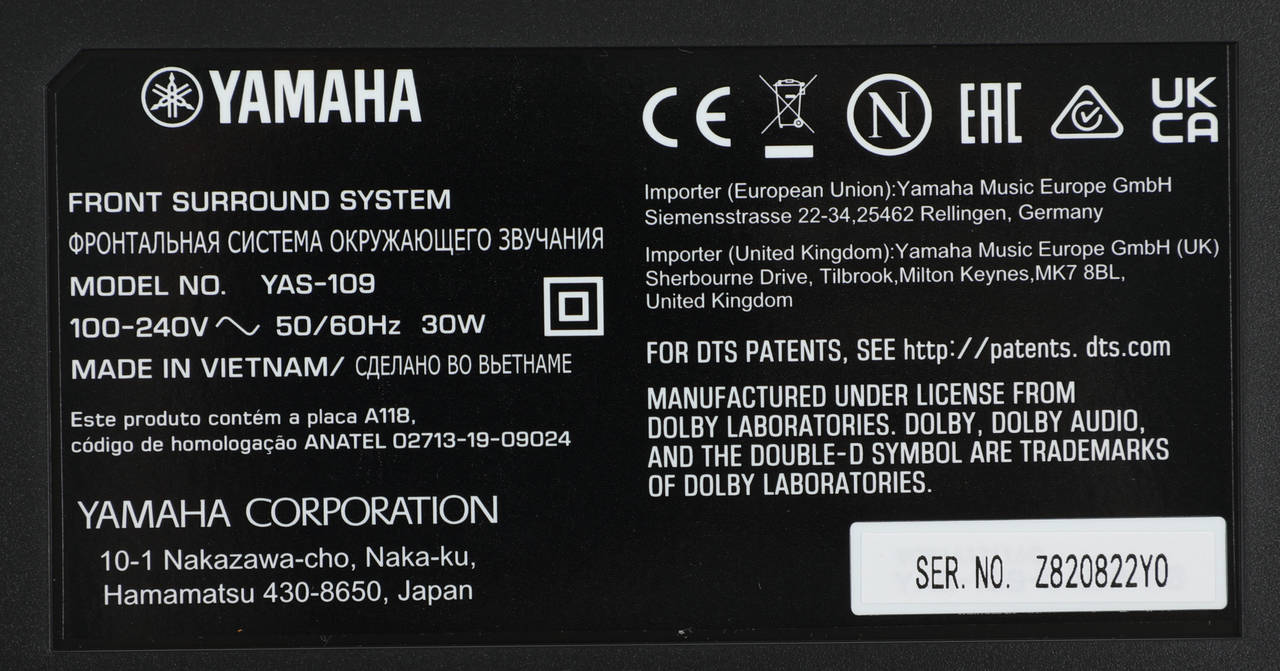 YAMAHA
FRONT SURROUND SYSTEM
ФРОНТАЛЬНАЯ СИСТЕМА ОКРУЖАЮЩЕГО ЗВУЧАНИЯ
MODEL NO. YAS-109
100-240V ~ 50/60Hz 30W
MADE IN VIETNAM/ СДЕЛАНО ВО ВЬЕТНАМЕ
Este produto contém a placa A118,
código de homologação ANATEL 02713-19-09024
YAMAHA CORPORATION
10-1 Nakazawa-cho, Naka-ku,
Hamamatsu 430-8650, Japan
CE N EAC UK
CA
Importer (European Union):Yamaha Music Europe GmbH
Siemensstrasse 22-34,25462 Rellingen, Germany
Importer (United Kingdom):Yamaha Music Europe GmbH (UK)
Sherbourne Drive, Tilbrook,Milton Keynes,MK7 8BL,
United Kingdom
FOR DTS PATENTS, SEE http://patents. dts.com
MANUFACTURED UNDER LICENSE FROM
DOLBY LABORATORIES. DOLBY, DOLBY AUDIO,
AND THE DOUBLE-D SYMBOL ARE TRADEMARKS
OF DOLBY LABORATORIES.
SER. NO. Z820822Y0